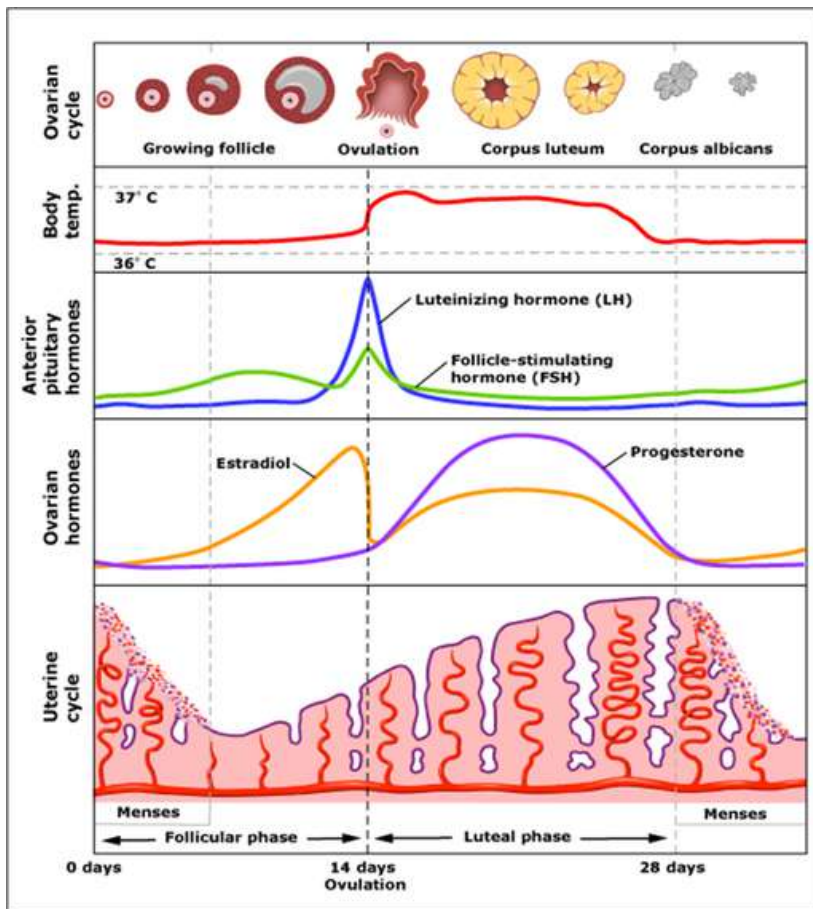 Ovarian
cycle
Growing follicle
Ovulation
Corpus luteum
Corpus albicans
Body
temp.
37° C
36° C
Anterior
pituitary
hormones
Luteinizing hormone (LH)
Follicle-stimulating
hormone (FSH)
Ovarian
hormones
Estradiol
Progesterone
Uterine
cycle
Menses
Menses
Follicular phase
Luteal phase
0 days
14 days
Ovulation
28 days